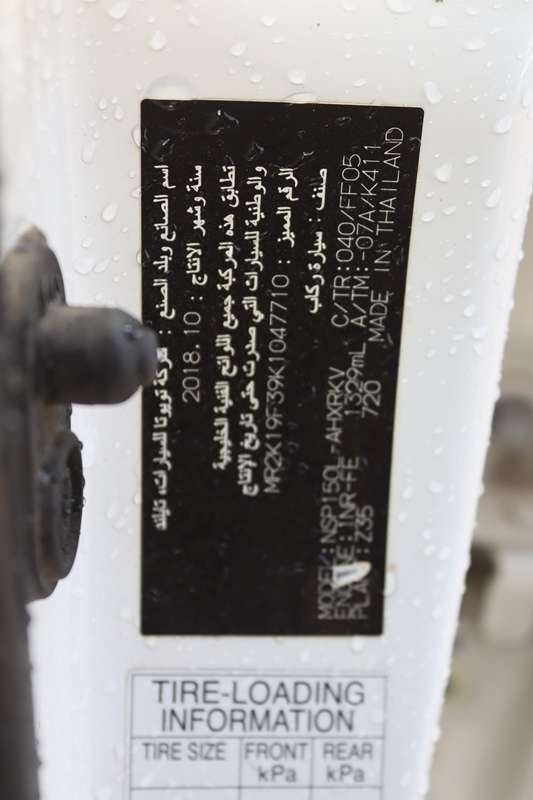 اسم الصانع وبلد الصنع : شركة تويوتا للسيارات، تايلند
سنة وشهر الانتاج : 2018.10
تطابق هذه المركبة جميع اللوائح الفنية الخليجية
والوطنية للسيارات التي صدرت حتى تاريخ الإنتاج
الرقم المميز : MR2K19F39K1047710
صنف : سيارة ركاب
MODEL:NSP150L-AHXRKV C/TR:040/FF05
ENGINE:1NR-FE 1329mL A/TM:-07A/K411
:Z35 720 MADE IN THAILAND
TIRE-LOADING
INFORMATION
TIRE SIZE FRONT kPa REAR kPa